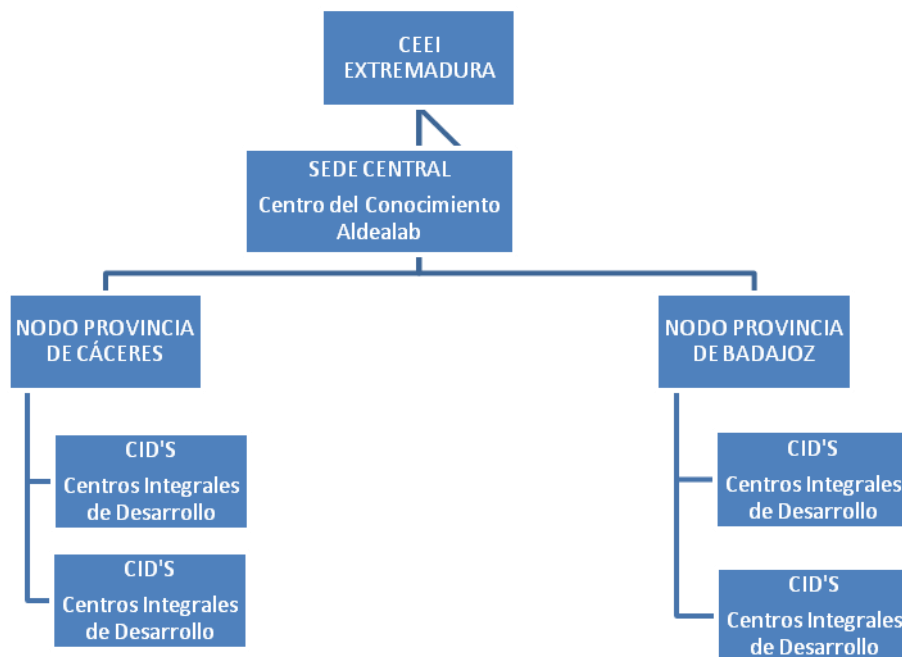 CEEI
EXTREMADURA
SEDE CENTRAL
Centro del Conocimiento
Aldealab
NODO PROVINCIA
DE CÁCERES
NODO PROVINCIA
DE BADAJOZ
CID'S
Centros Integrales
de Desarrollo
CID'S
Centros Integrales
de Desarrollo
CID'S
Centros Integrales
de Desarrollo
CID'S
Centros Integrales
de Desarrollo